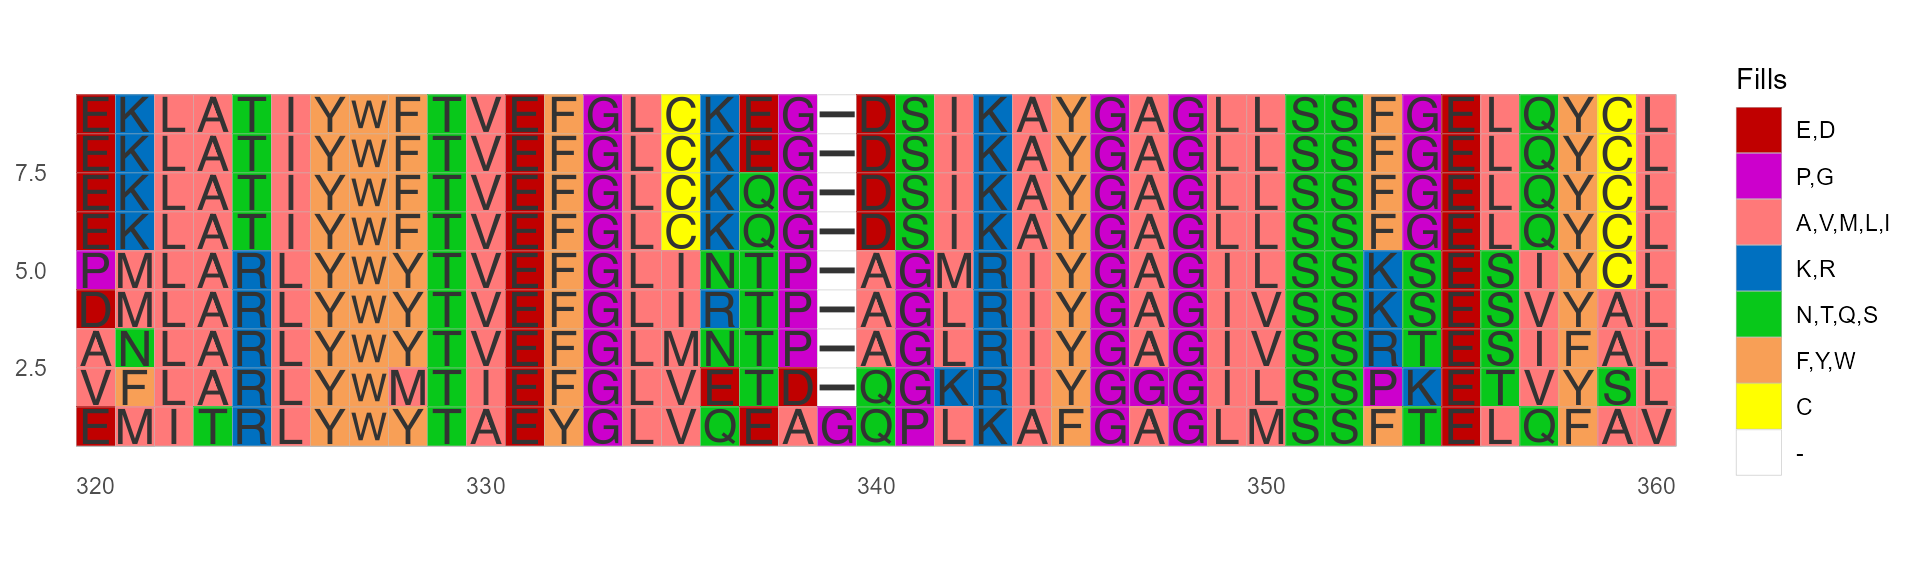 EKLATIYWFTVEFGLCKEG-DSIKAYGAGLLSSFGELQYCL
EKLATIYWFTVEFGLCKEG-DSIKAYGAGLLSSFGELQYCL
7.5
EKLATIYWFTVEFGLCKQG-DSIKAYGAGLLSSFGELQYCL
EKLATIYWFTVEFGLCKQG-DSIKAYGAGLLSSFGELQYCL
5.0
PMLARLYWYTVEFGLINTP-AGMRIYGAGILSSKSESIYCL
DMLARLYWYTVEFGLIRTP-AGLRIYGAGIVSSKSESVYAL
ANLARLYWYTVEFGLMNTP-AGLRIYGAGIVSSRTESIFAL
2.5
VFLARLYWMTIEFGLVETD-QGKRIYGGGILSSPKETVYSL
EMITRLYWYTAEYGLVQEAGQPLKAFGAGLMSSFTELQFAV
320 330 340 350 360
Fills
E,D
P,G
A,V,M,L,I
K,R
N,T,Q,S
F,Y,W
C
-